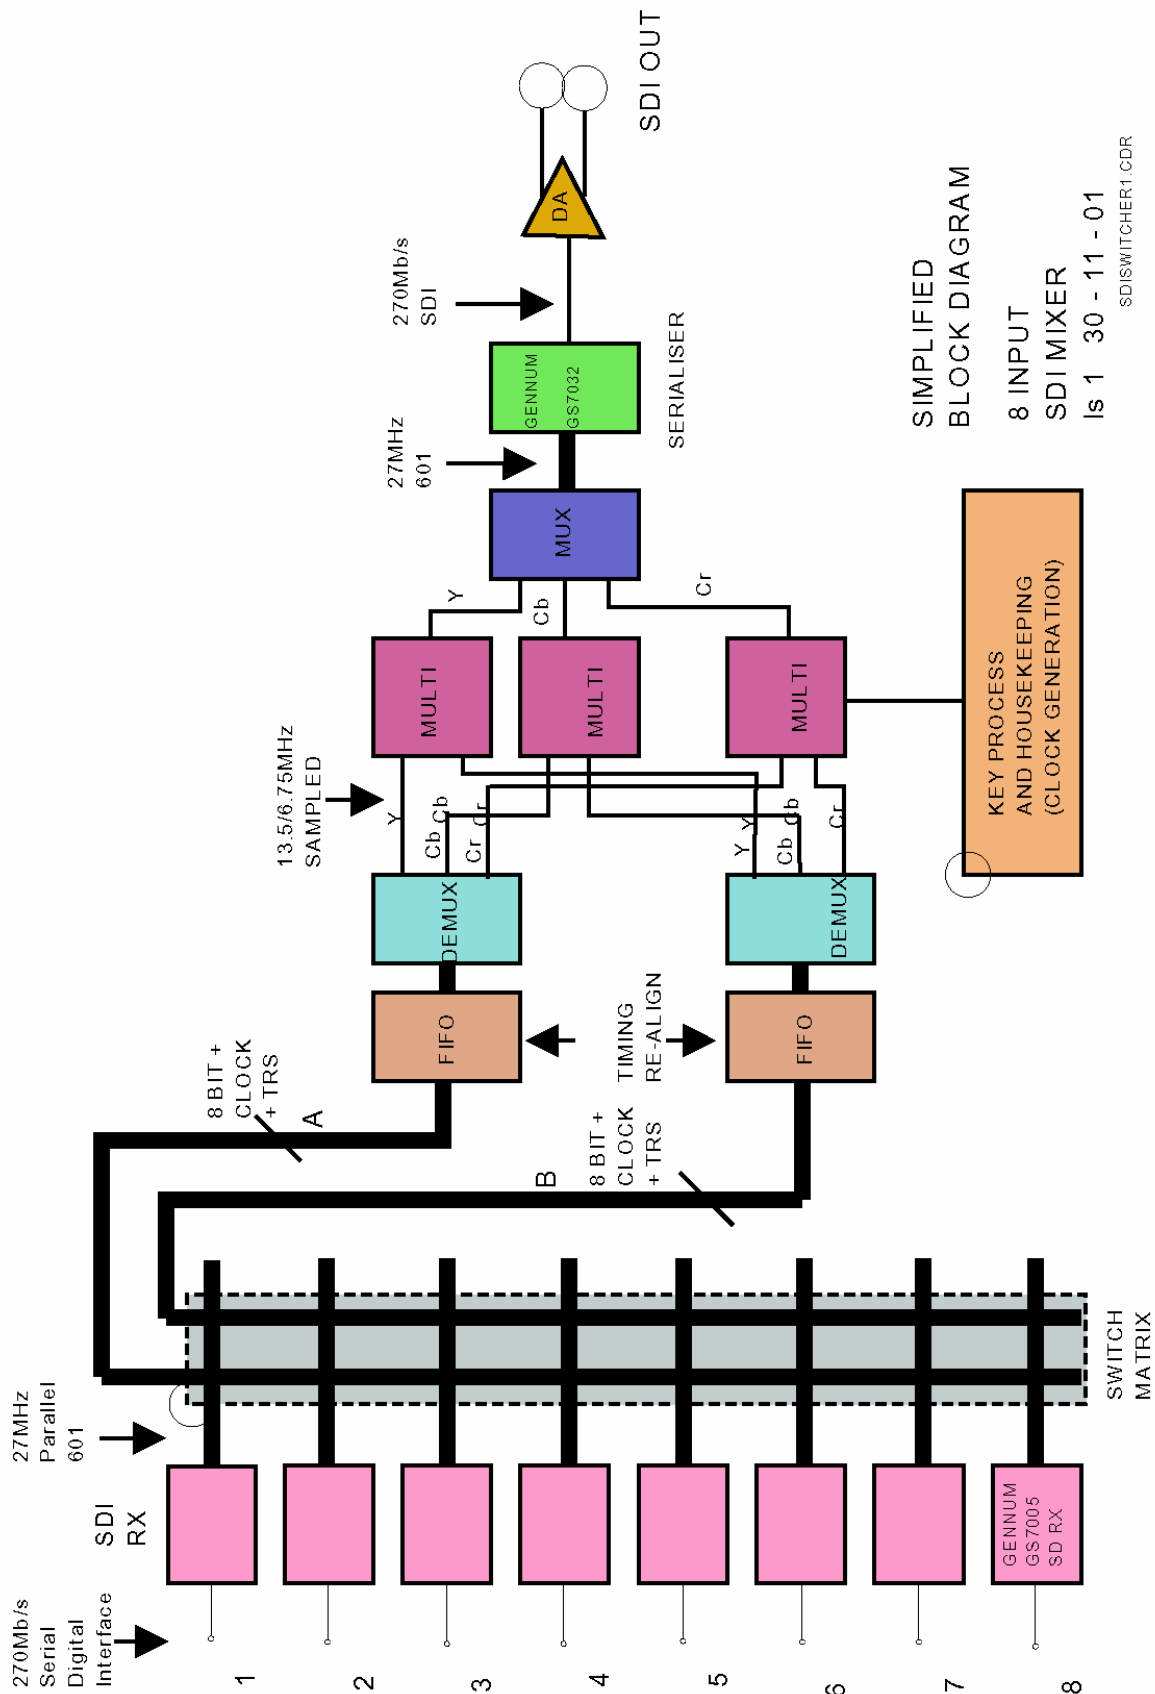 270Mb/s
Serial
Digital
Interface
1
2
3
4
5
6
7
8
SDI
RX
GENNUM
GS7005
SD RX
27MHz
Parallel
601
SWITCH
MATRIX
8 BIT +
CLOCK
+ TRS
A
B
8 BIT +
CLOCK
+ TRS
FIFO
FIFO
TIMING
RE-ALIGN
DEMUX
DEMUX
13.5/6.75MHz
SAMPLED
Y
Cb
Cr
Cb
Cr
Y
Cb
Y
Cb
Cr
MULTI
MULTI
MULTI
Y
Cb
Cr
MUX
27MHz
601
GENNUM
GS7032
SERIALISER
270Mb/s
SDI
DA
SDI OUT
KEY PROCESS
AND HOUSEKEEPING
(CLOCK GENERATION)
SIMPLIFIED
BLOCK DIAGRAM
8 INPUT
SDI MIXER
Is 1 30 - 11 - 01
SDISWITCHER1.CDR